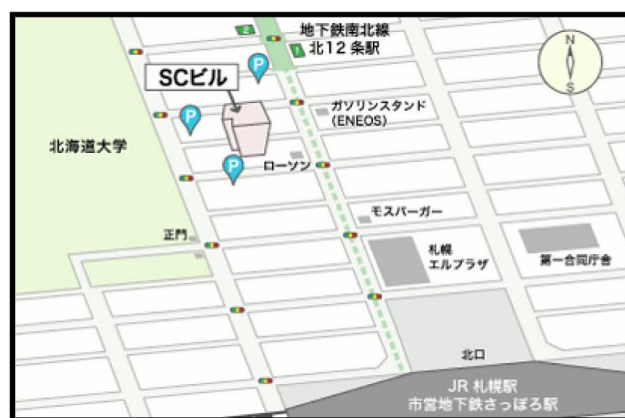 2
地下鉄南北線
北12条駅
1
N
S
P
SCビル
P
ガソリンスタンド
(ENEOS)
北海道大学
ローソン
P
モスバーガー
正門
札幌
エルプラザ
第一合同庁舎
北口
JR 札幌駅
市営地下鉄さっぽろ駅